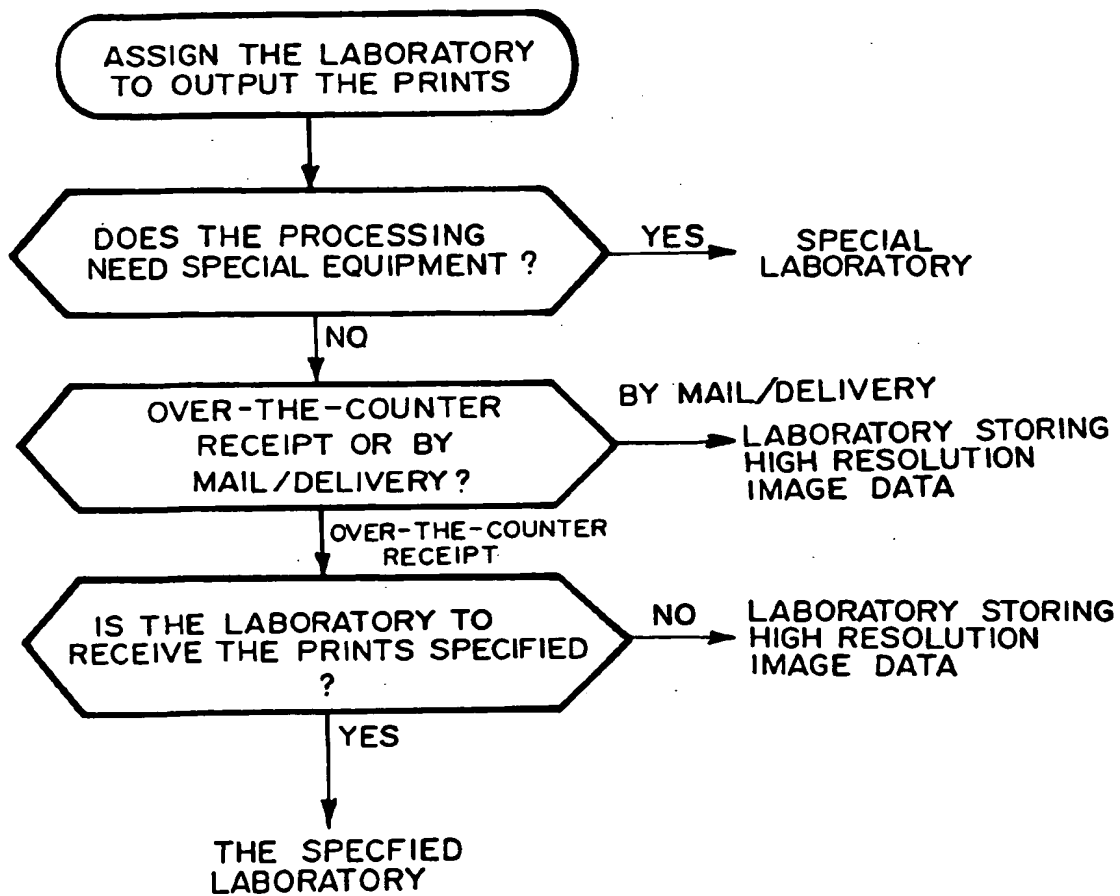 ASSIGN THE LABORATORY
TO OUTPUT THE PRINTS
DOES THE PROCESSING
NEED SPECIAL EQUIPMENT ?
YES
SPECIAL
LABORATORY
NO
OVER-THE-COUNTER
RECEIPT OR BY
MAIL/DELIVERY ?
BY MAIL/DELIVERY
LABORATORY STORING
HIGH RESOLUTION
IMAGE DATA
OVER-THE-COUNTER
RECEIPT
IS THE LABORATORY TO
RECEIVE THE PRINTS SPECIFIED
?
NO
LABORATORY STORING
HIGH RESOLUTION
IMAGE DATA
YES
THE SPECFIED
LABORATORY